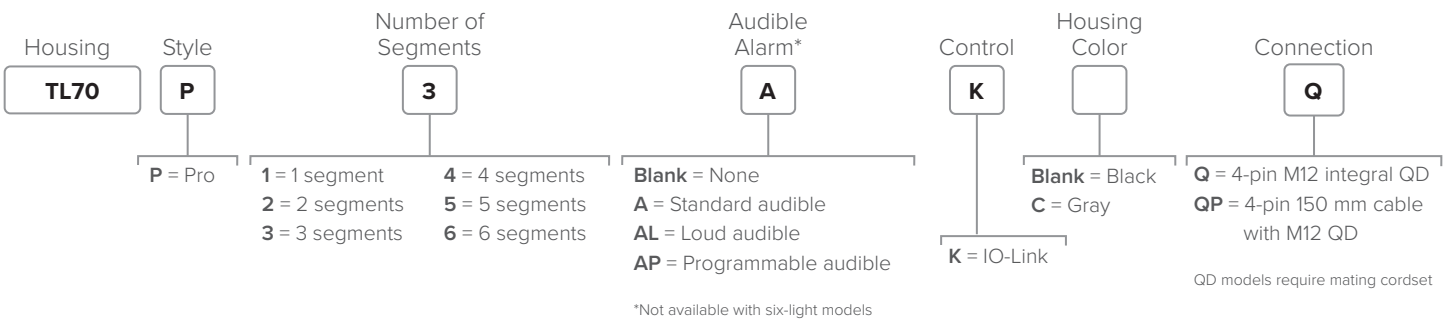 Housing
TL70
Style
P
P = Pro
Number of
Segments
3
1 = 1 segment
2 = 2 segments
3 = 3 segments
4 = 4 segments
5 = 5 segments
6 = 6 segments
Audible
Alarm*
A
Blank = None
A = Standard audible
AL = Loud audible
AP = Programmable audible
*Not available with six-light models
Control
K
K = IO-Link
Housing
Color
Blank = Black
C = Gray
Connection
Q
Q = 4-pin M12 integral QD
QP = 4-pin 150 mm cable
with M12 QD
QD models require mating cordset